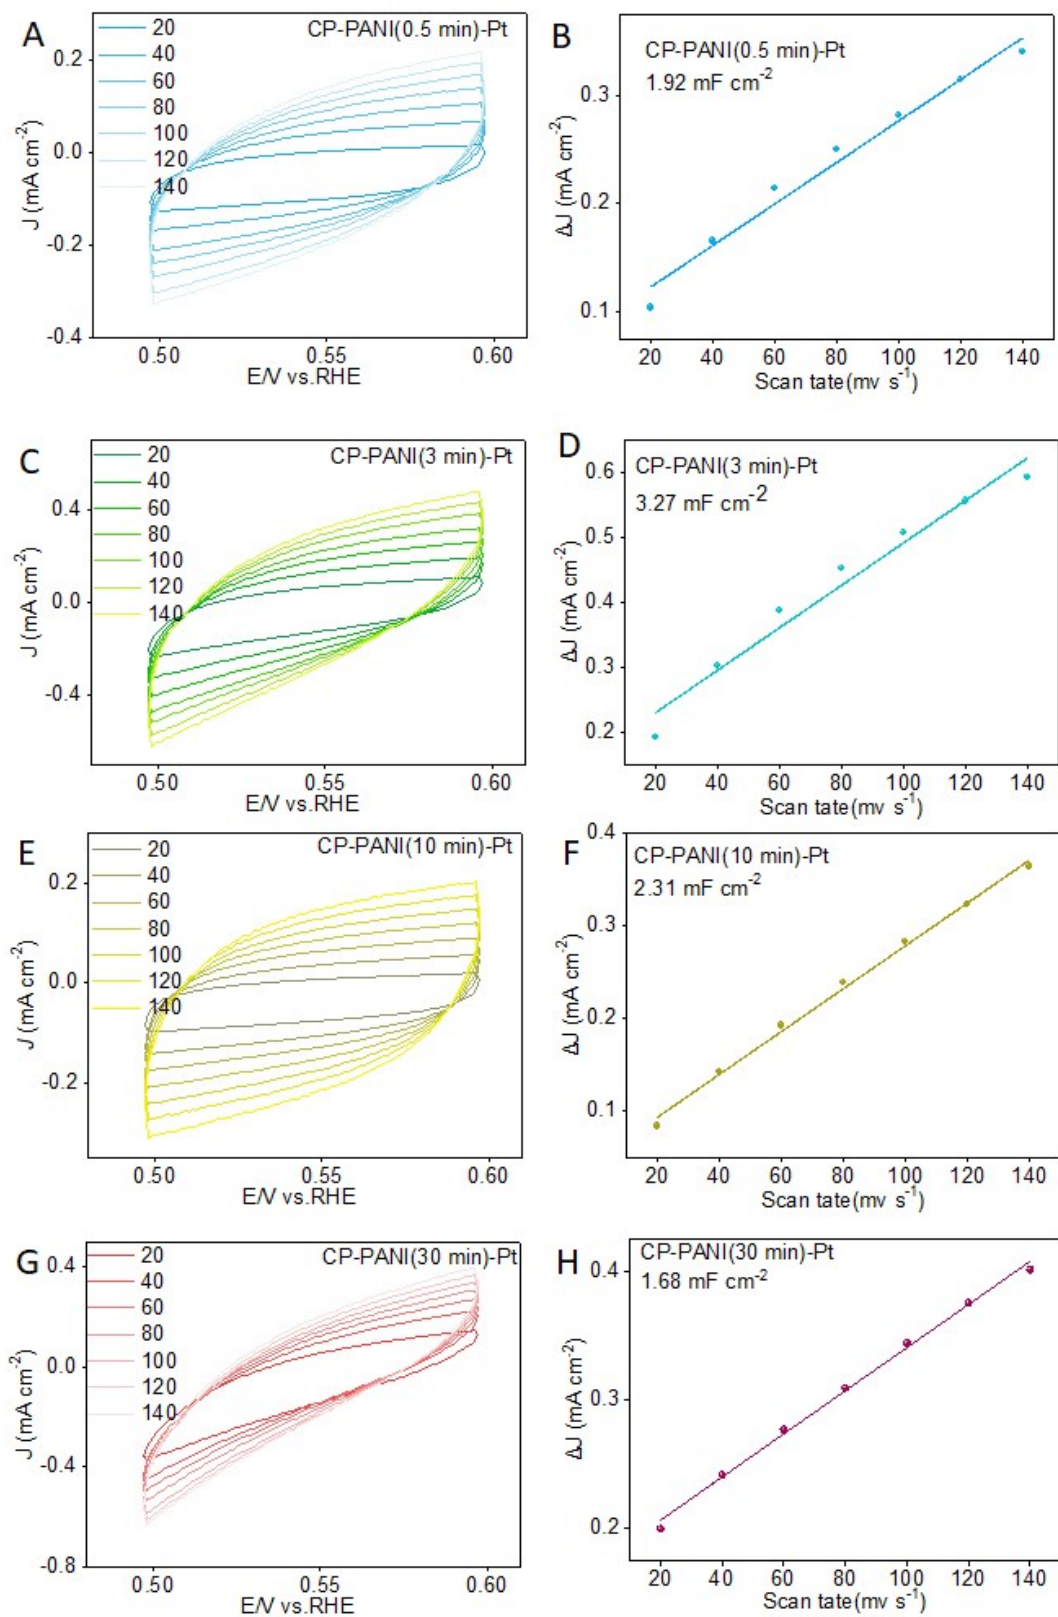 A
20
40
60
80
100
120
140
CP-PANI(0.5 min)-Pt
0.2
0.0
-0.2
-0.4
J (mA cm-2)
0.50
0.55
0.60
E/V vs.RHE
B
CP-PANI(0.5 min)-Pt
1.92 mF cm-2
0.3
0.2
0.1
ΔJ (mA cm-2)
20
40
60
80
100
120
140
Scan tate(mv s-1)
C
20
40
60
80
100
120
140
CP-PANI(3 min)-Pt
0.4
0.0
-0.4
J (mA cm-2)
0.50
0.55
0.60
E/V vs.RHE
D
CP-PANI(3 min)-Pt
3.27 mF cm-2
0.6
0.5
0.4
0.3
0.2
ΔJ (mA cm-2)
20
40
60
80
100
120
140
Scan tate(mv s-1)
E
20
40
60
80
100
120
140
CP-PANI(10 min)-Pt
0.2
0.0
-0.2
J (mA cm-2)
0.50
0.55
0.60
E/V vs.RHE
F
CP-PANI(10 min)-Pt
2.31 mF cm-2
0.4
0.3
0.2
0.1
ΔJ (mA cm-2)
20
40
60
80
100
120
140
Scan tate(mv s-1)
G
20
40
60
80
100
120
140
CP-PANI(30 min)-Pt
0.4
0.0
-0.4
-0.8
J (mA cm-2)
0.50
0.55
0.60
E/V vs.RHE
H
CP-PANI(30 min)-Pt
1.68 mF cm-2
0.4
0.3
0.2
ΔJ (mA cm-2)
20
40
60
80
100
120
140
Scan tate(mv s-1)